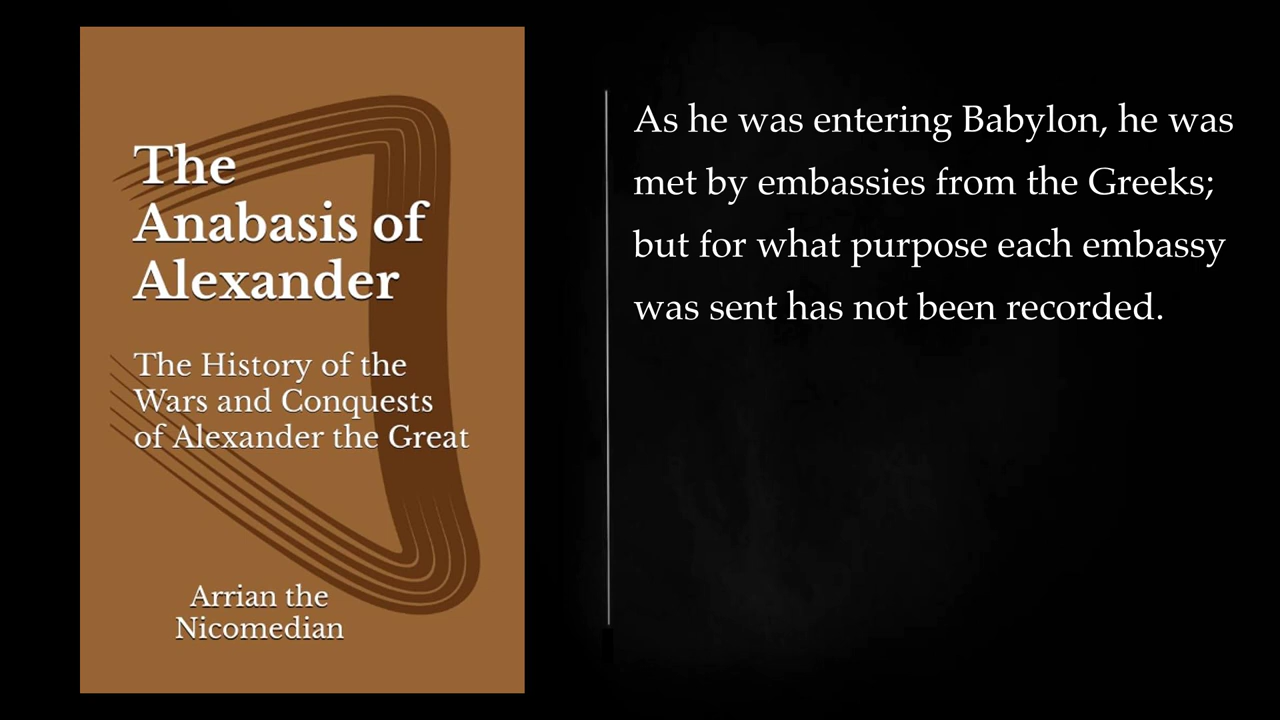 The
Anabasis of
Alexander
The History of the
Wars and Conquests
of Alexander the Great
Arrian the
Nicomedian
As he was entering Babylon, he was
met by embassies from the Greeks;
but for what purpose each embassy
was sent has not been recorded.